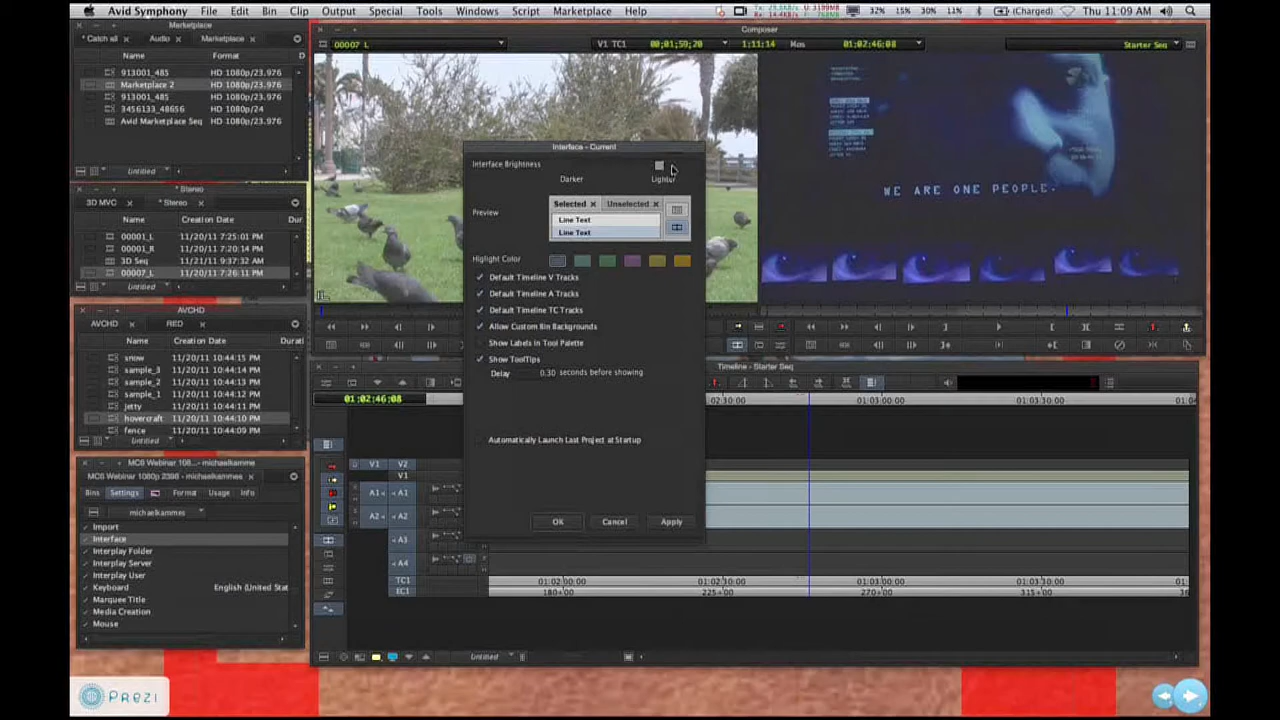 Avid Symphony File Edit Bin Clip Output Special Tools Windows Script Marketplace Help 32% 15% 30% 11% (Charged) Thu 11:09 AM
Marketplace
* Catch all Audio Marketplace
Name Format D
913001_485 HD 1080p/23.976
Marketplace 2 HD 1080p/23.976
913001_485 HD 1080p/23.976
3456133_48656 HD 1080p/24
Avid Marketplace Seq HD 1080p/23.976
Untitled
* Stereo
3D MVC * Stereo
Name Creation Date Dur
00001_L 11/20/11 7:25:01 PM
00001_R 11/20/11 7:20:14 PM
3D Seq 11/21/11 9:37:32 AM
00007_L 11/20/11 7:26:11 PM
Untitled
AVCHD
AVCHD RED
Name Creation Date Durati
snow 11/20/11 10:44:15 PM
sample_3 11/20/11 10:44:14 PM
sample_2 11/20/11 10:44:13 PM
sample_1 11/20/11 10:44:12 PM
jetty 11/20/11 10:44:11 PM
hovercraft 11/20/11 10:44:10 PM
fence 11/20/11 10:44:09 PM
Untitled
MC6 Webinar 108... -michaelkamme
MC6 Webinar 1080p 2398 - michaelkammes
Bins Settings Format Usage Info
michaelkammes
Import
Interface
Interplay Folder
Interplay Server
Interplay User
Keyboard English (United Stat
Marquee Title
Media Creation
Mouse
Composer
00007_L V1 TC1 00;01;59;20 1:11:14 Mos 01:02:46:08 Starter Seq
WE ARE ONE PEOPLE.
Interface - Current
Interface Brightness
Darker Lighter
Preview
Selected Unselected
Line Text
Line Text
Higlight Color
Default Timeline V Tracks
Default Timeline A Tracks
Default Timeline TC Tracks
Allow Custom Bin Backgrounds
Show Labels in Tool Palette
Show ToolTips
Delay 0.30 seconds before showing
Automatically Launch Last Project at Startup
OK Cancel Apply
Timeline - Starter Seq
01:02:46:08 02:30:00 01:03:00:00 01:03:30:00 01:04
V1 V2
V1
A1 A1
A2 A2
A3
A4
TC1 01:02:00:00 01:02:30:00 01:03:00:00 01:03:30:00 01:
EC1 180+00 225+00 270+00 315+00 36
Untitled
PREZI